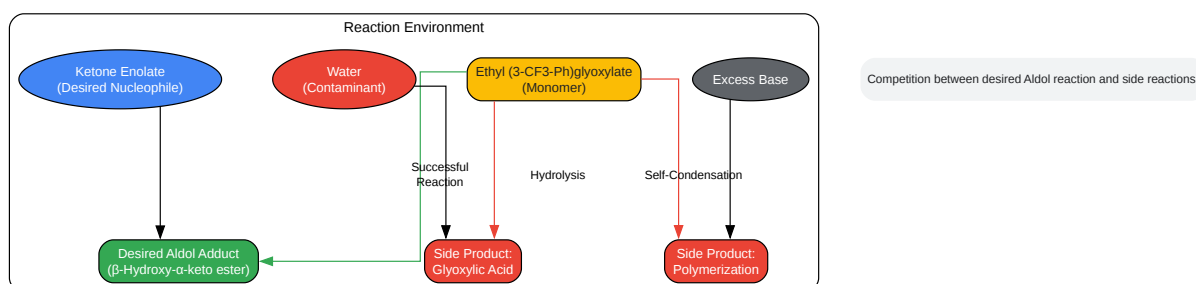 Reaction Environment
Ketone Enolate
(Desired Nucleophile)
Water
(Contaminant)
Ethyl (3-CF3-Ph)glyoxylate
(Monomer)
Excess Base
Competition between desired Aldol reaction and side reactions
Successful
Reaction
Hydrolysis
Self-Condensation
Desired Aldol Adduct
(β-Hydroxy-α-keto ester)
Side Product:
Glyoxylic Acid
Side Product:
Polymerization